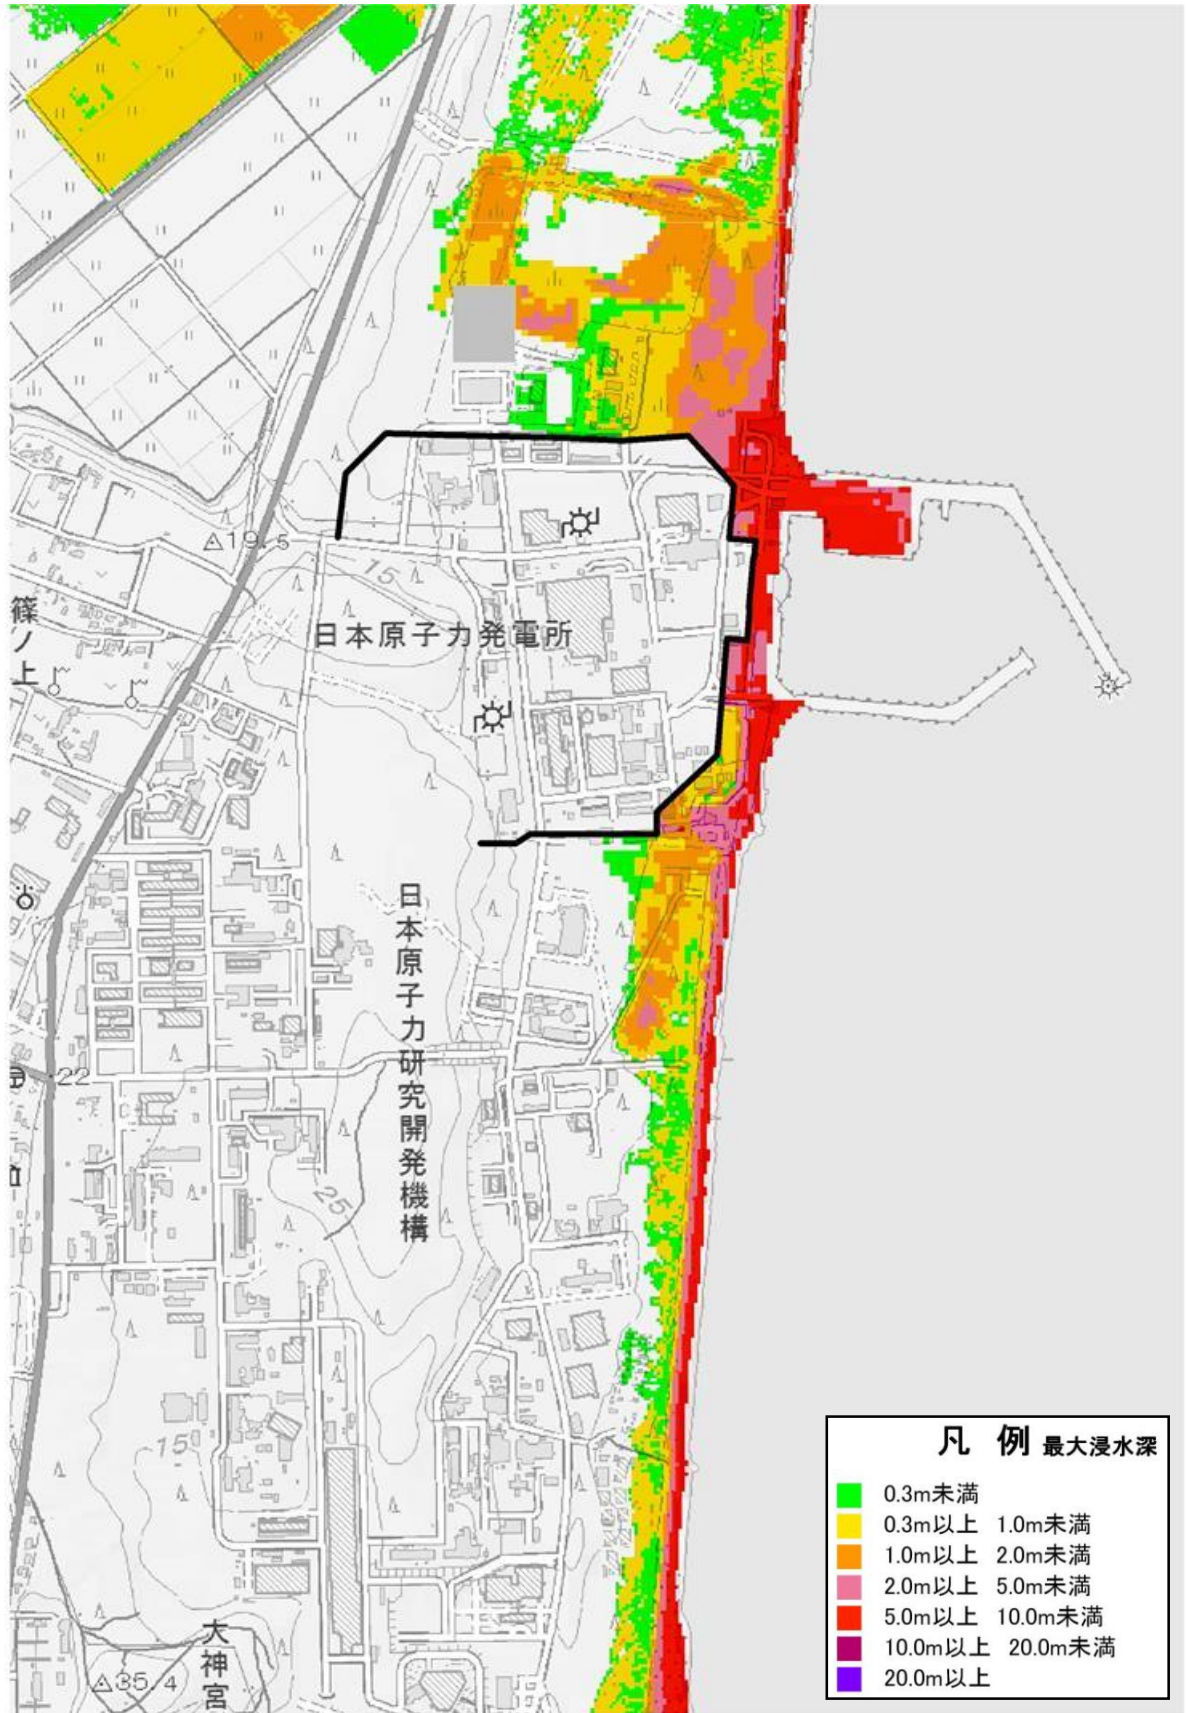 19.5
15
篠ノ上
日本原子力発電所
日本原子力研究開発機構
22
25
15
大神宮
35.4
凡 例 最大浸水深
0.3m未満
0.3m以上 1.0m未満
1.0m以上 2.0m未満
2.0m以上 5.0m未満
5.0m以上 10.0m未満
10.0m以上 20.0m未満
20.0m以上